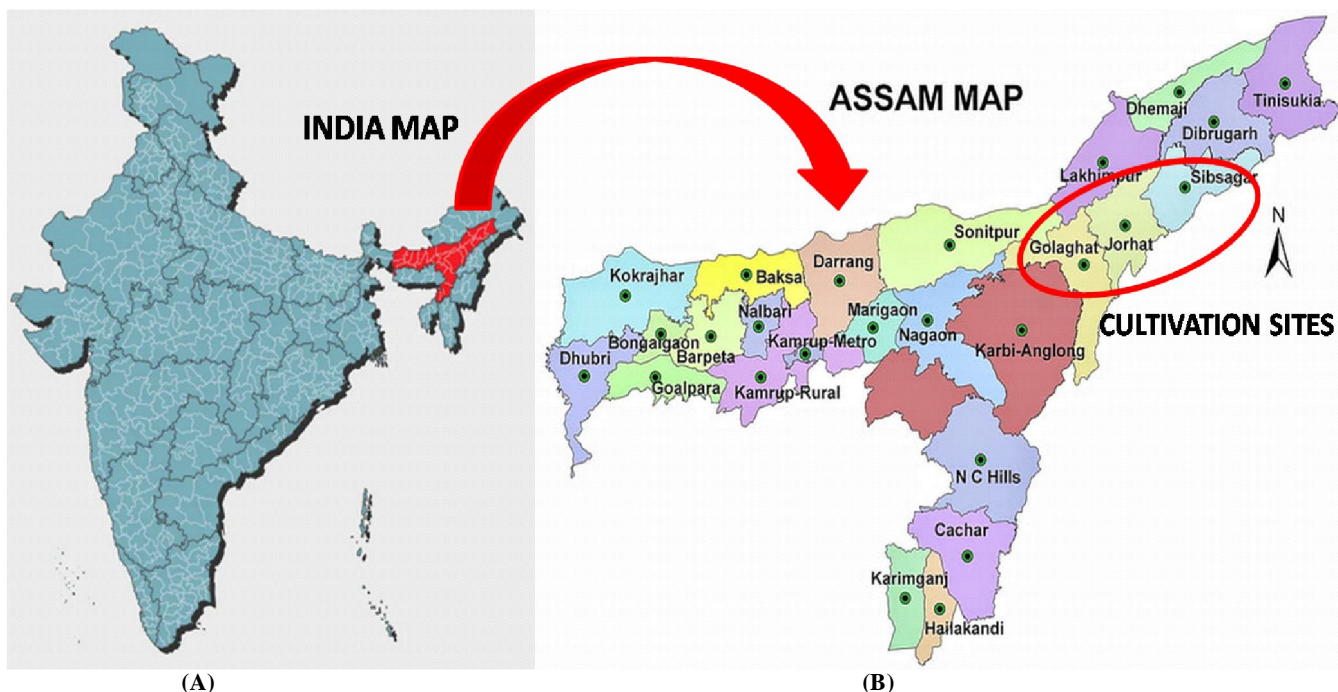 INDIA MAP
ASSAM MAP
Tinisukia
Dhemaji
Dibrugarh
Lakhimpur
Sibsagar
N
Sonitpur
Golaghat
Jorhat
Kokrajhar
Baksa
Darrang
Nalbari
Marigaon
Nagaon
CULTIVATION SITES
Bongaigaon
Dhubri
Barpeta
Kamrup-Metro
Karbi-Anglong
Goalpara
Kamrup-Rural
N C Hills
Cachar
Karimganj
Hailakandi
(A)
(B)